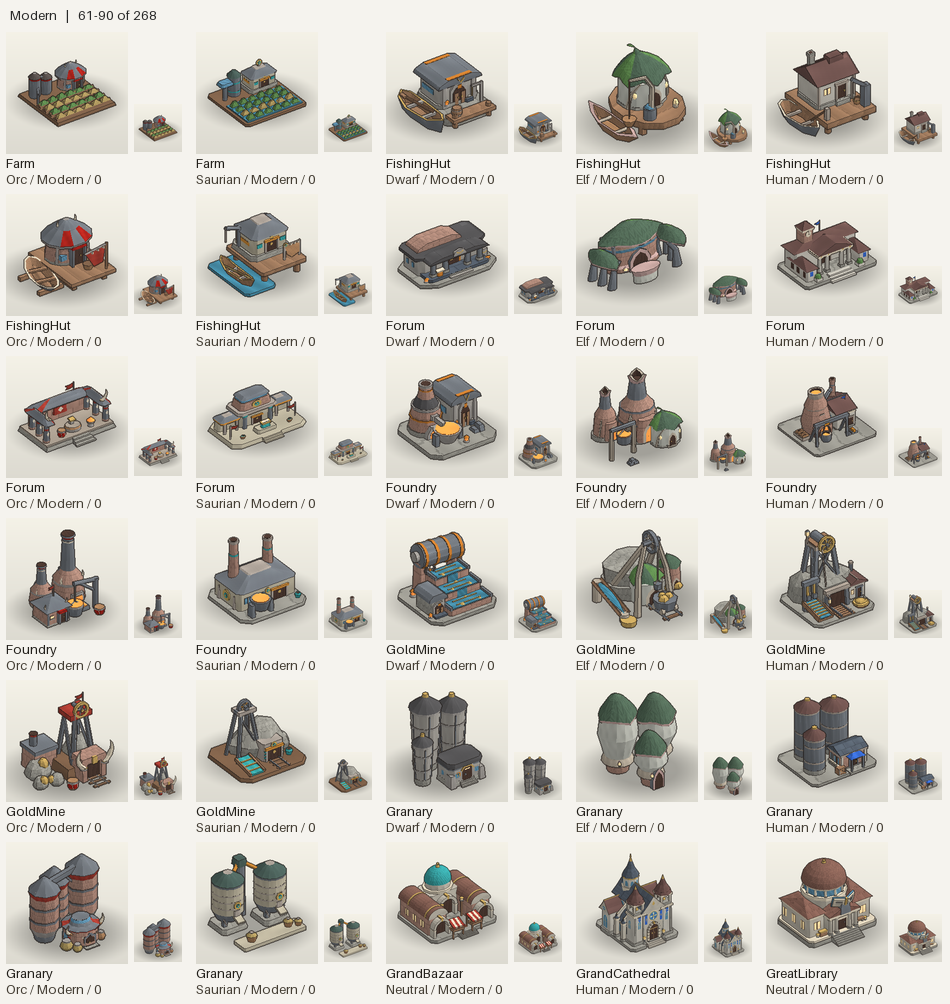 Modern | 61-90 of 268
Farm
Orc / Modern / 0
Farm
Saurian / Modern / 0
FishingHut
Dwarf / Modern / 0
FishingHut
Elf / Modern / 0
FishingHut
Human / Modern / 0
FishingHut
Orc / Modern / 0
FishingHut
Saurian / Modern / 0
Forum
Dwarf / Modern / 0
Forum
Elf / Modern / 0
Forum
Human / Modern / 0
Forum
Orc / Modern / 0
Forum
Saurian / Modern / 0
Foundry
Dwarf / Modern / 0
Foundry
Elf / Modern / 0
Foundry
Human / Modern / 0
Foundry
Orc / Modern / 0
Foundry
Saurian / Modern / 0
GoldMine
Dwarf / Modern / 0
GoldMine
Elf / Modern / 0
GoldMine
Human / Modern / 0
GoldMine
Orc / Modern / 0
GoldMine
Saurian / Modern / 0
Granary
Dwarf / Modern / 0
Granary
Elf / Modern / 0
Granary
Human / Modern / 0
Granary
Orc / Modern / 0
Granary
Saurian / Modern / 0
GrandBazaar
Neutral / Modern / 0
GrandCathedral
Human / Modern / 0
GreatLibrary
Neutral / Modern / 0